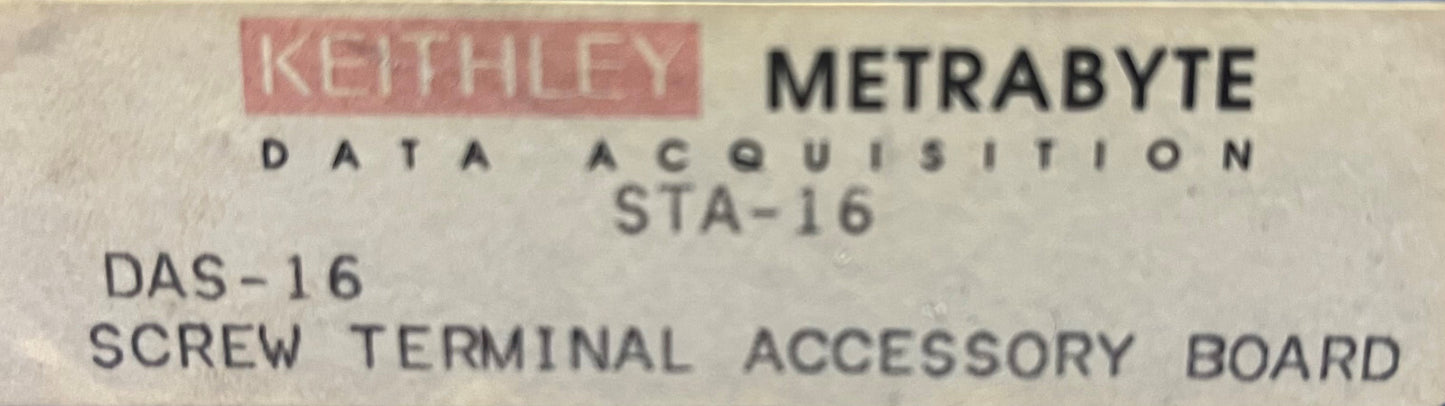 KEITHLEY METRABYTE
DATA ACQUISITION
STA-16
DAS-16
SCREW TERMINAL ACCESSORY BOARD